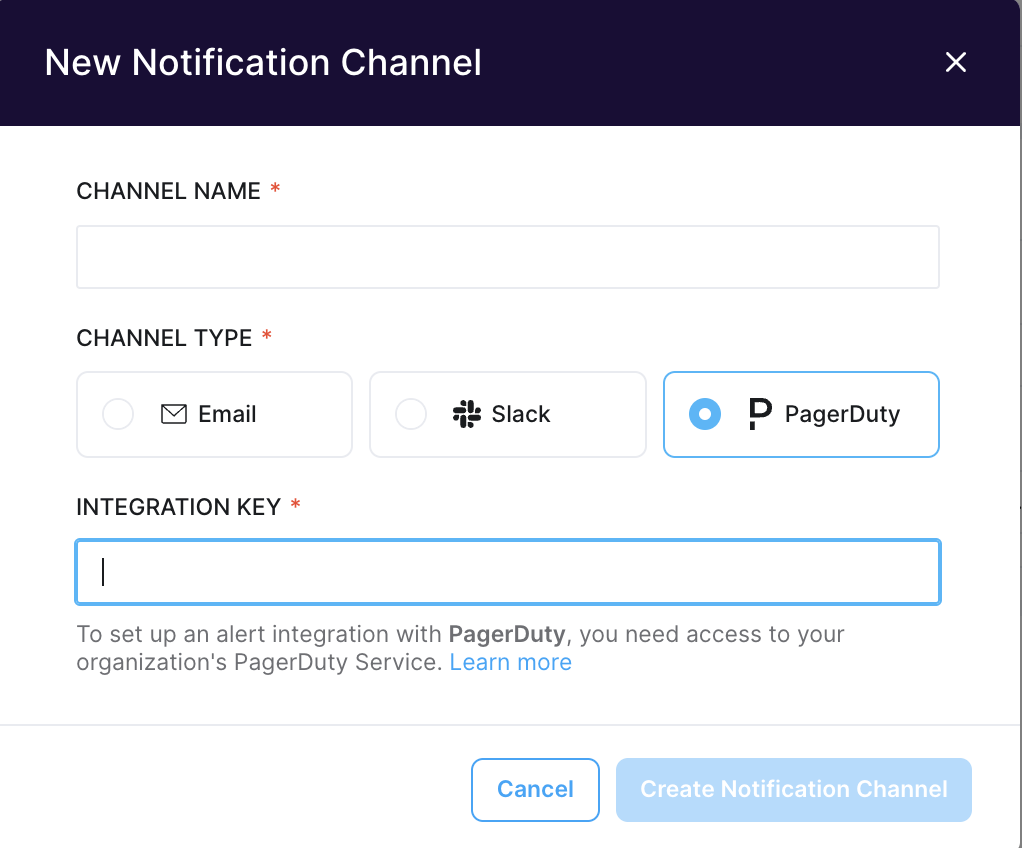 New Notification Channel
CHANNEL NAME *
CHANNEL TYPE *
Email
Slack
PagerDuty
INTEGRATION KEY *
To set up an alert integration with PagerDuty, you need access to your
organization's PagerDuty Service. Learn more
Cancel
Create Notification Channel